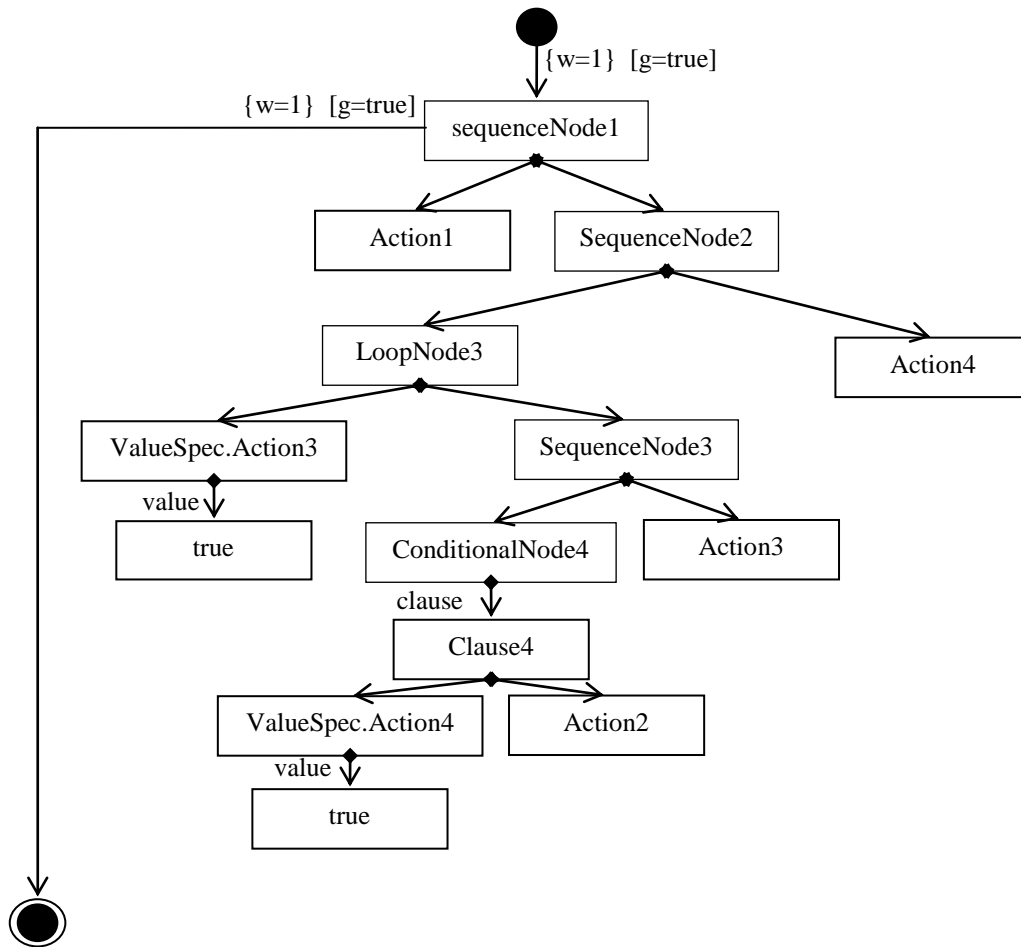 {w=1} [g=true]
{w=1} [g=true]
sequenceNode1
Action1
SequenceNode2
LoopNode3
Action4
ValueSpec.Action3
SequenceNode3
value
true
ConditionalNode4
Action3
clause
Clause4
ValueSpec.Action4
Action2
value
true